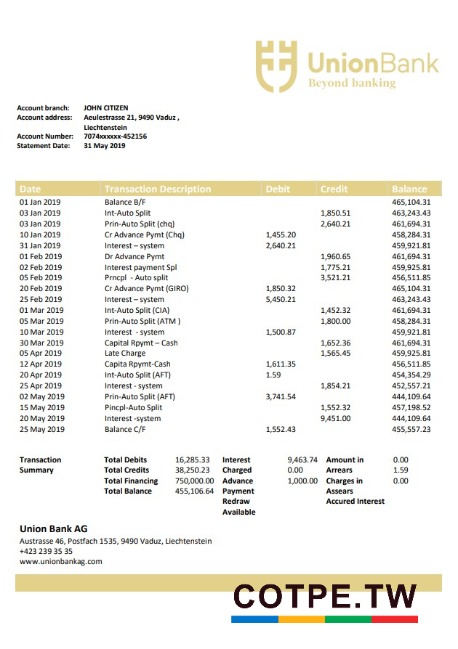 UnionBank
Beyond banking
Account branch: JOHN CITIZEN
Account address: Aeulestrasse 21, 9490 Vaduz ,
Liechtenstein
Account Number: 7074xxxxxx-452156
Statement Date: 31 May 2019
Date Transaction Description Debit Credit Balance
01 Jan 2019 Balance B/F 465,104.31
03 Jan 2019 Int-Auto Split 1,850.51 463,243.43
03 Jan 2019 Prin-Auto Split (chq) 2,640.21 461,694.31
10 Jan 2019 Cr Advance Pymt (Chq) 1,455.20 458,284.31
31 Jan 2019 Interest – system 2,640.21 459,921.81
01 Feb 2019 Dr Advance Pymt 1,960.65 461,694.31
02 Feb 2019 Interest payment Spl 1,775.21 459,925.81
05 Feb 2019 Prncpl - Auto split 3,521.21 456,511.85
20 Feb 2019 Cr Advance Pymt (GIRO) 1,850.32 465,104.31
25 Feb 2019 Interest – system 5,450.21 463,243.43
01 Mar 2019 Int-Auto Split (CIA) 1,452.32 461,694.31
05 Mar 2019 Prin-Auto Split (ATM ) 1,800.00 458,284.31
10 Mar 2019 Interest - system 1,500.87 459,921.81
30 Mar 2019 Capital Rpymt – Cash 1,652.36 461,694.31
05 Apr 2019 Late Charge 1,565.45 459,925.81
12 Apr 2019 Capita Rpymt-Cash 1,611.35 456,511.85
20 Apr 2019 Int-Auto Split (AFT) 1.59 454,354.29
25 Apr 2019 Interest - system 1,854.21 452,557.21
02 May 2019 Prin-Auto Split (AFT) 3,741.54 444,109.64
15 May 2019 Pincpl-Auto Split 1,552.32 457,198.52
20 May 2019 Interest -system 9,451.00 444,109.64
25 May 2019 Balance C/F 1,552.43 455,557.23
Transaction Total Debits 16,285.33 Interest 9,463.74 Amount in 0.00
Summary Total Credits 38,250.23 Charged 0.00 Arrears 1.59
Total Financing 750,000.00 Advance 1,000.00 Charges in 0.00
Total Balance 455,106.64 Payment Assears
Redraw Accured Interest
Available
Union Bank AG
Austrasse 46, Postfach 1535, 9490 Vaduz, Liechtenstein
+423 239 35 35
www.unionbankag.com
COTPE.TW